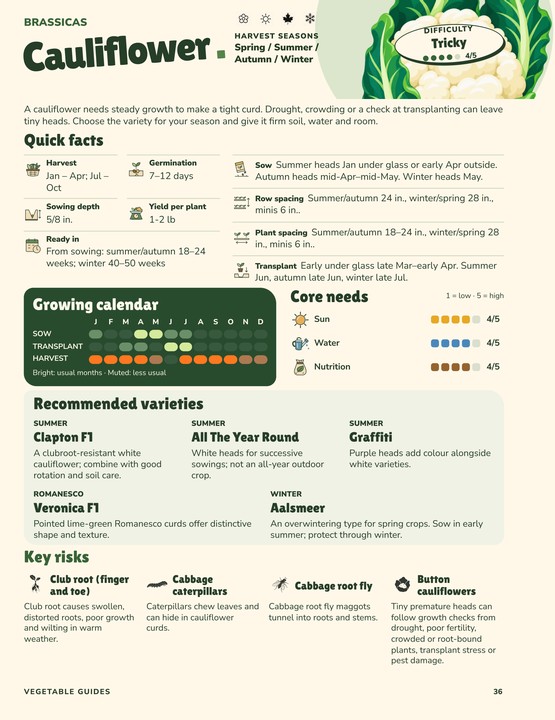 BRASSICAS
Cauliflower.
HARVEST SEASONS
Spring / Summer /
Autumn / Winter
DIFFICULTY
Tricky
4/5
A cauliflower needs steady growth to make a tight curd. Drought, crowding or a check at transplanting can leave
tiny heads. Choose the variety for your season and give it firm soil, water and room.
Quick facts
Harvest
Jan – Apr; Jul –
Oct
Germination
7–12 days
Sowing depth
5/8 in.
Yield per plant
1-2 lb
Ready in
From sowing: summer/autumn 18–24
weeks; winter 40–50 weeks
Sow Summer heads Jan under glass or early Apr outside.
Autumn heads mid-Apr–mid-May. Winter heads May.
Row spacing Summer/autumn 24 in., winter/spring 28 in.,
minis 6 in..
Plant spacing Summer/autumn 18–24 in., winter/spring 28
in., minis 6 in..
Transplant Early under glass late Mar–early Apr. Summer
Jun, autumn late Jun, winter late Jul.
Growing calendar
J F M A M J J A S O N D
SOW
TRANSPLANT
HARVEST
Bright: usual months · Muted: less usual
Core needs
1 = low · 5 = high
Sun 4/5
Water 4/5
Nutrition 4/5
Recommended varieties
SUMMER
Clapton F1
A clubroot-resistant white
cauliflower; combine with good
rotation and soil care.
SUMMER
All The Year Round
White heads for successive
sowings; not an all-year outdoor
crop.
SUMMER
Graffiti
Purple heads add colour alongside
white varieties.
ROMANESCO
Veronica F1
Pointed lime-green Romanesco curds offer distinctive
shape and texture.
WINTER
Aalsmeer
An overwintering type for spring crops. Sow in early
summer; protect through winter.
Key risks
Club root (finger
and toe)
Club root causes swollen,
distorted roots, poor growth
and wilting in warm
weather.
Cabbage
caterpillars
Caterpillars chew leaves and
can hide in cauliflower
curds.
Cabbage root fly
Cabbage root fly maggots
tunnel into roots and stems.
Button
cauliflowers
Tiny premature heads can
follow growth checks from
drought, poor fertility,
crowded or root-bound
plants, transplant stress or
pest damage.
VEGETABLE GUIDES
36